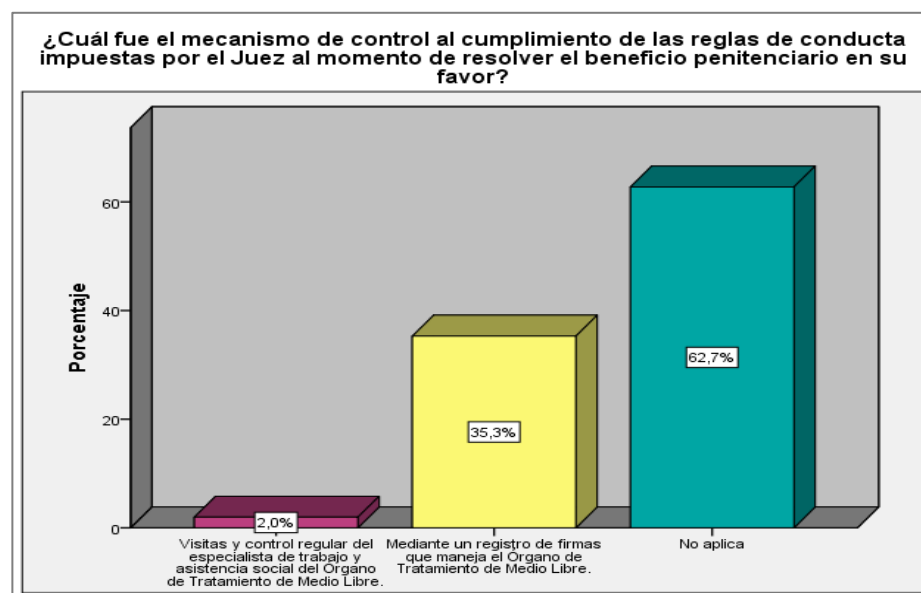 ¿Cuál fue el mecanismo de control al cumplimiento de las reglas de conducta
impuestas por el Juez al momento de resolver el beneficio penitenciario en su
favor?
Porcentaje
60
40
20
0
2,0%
35,3%
62,7%
Visitas y control regular del
especialista de trabajo y
asistencia social del Órgano
de Tratamiento de Medio Libre.
Mediante un registro de firmas
que maneja el Órgano de
Tratamiento de Medio Libre.
No aplica